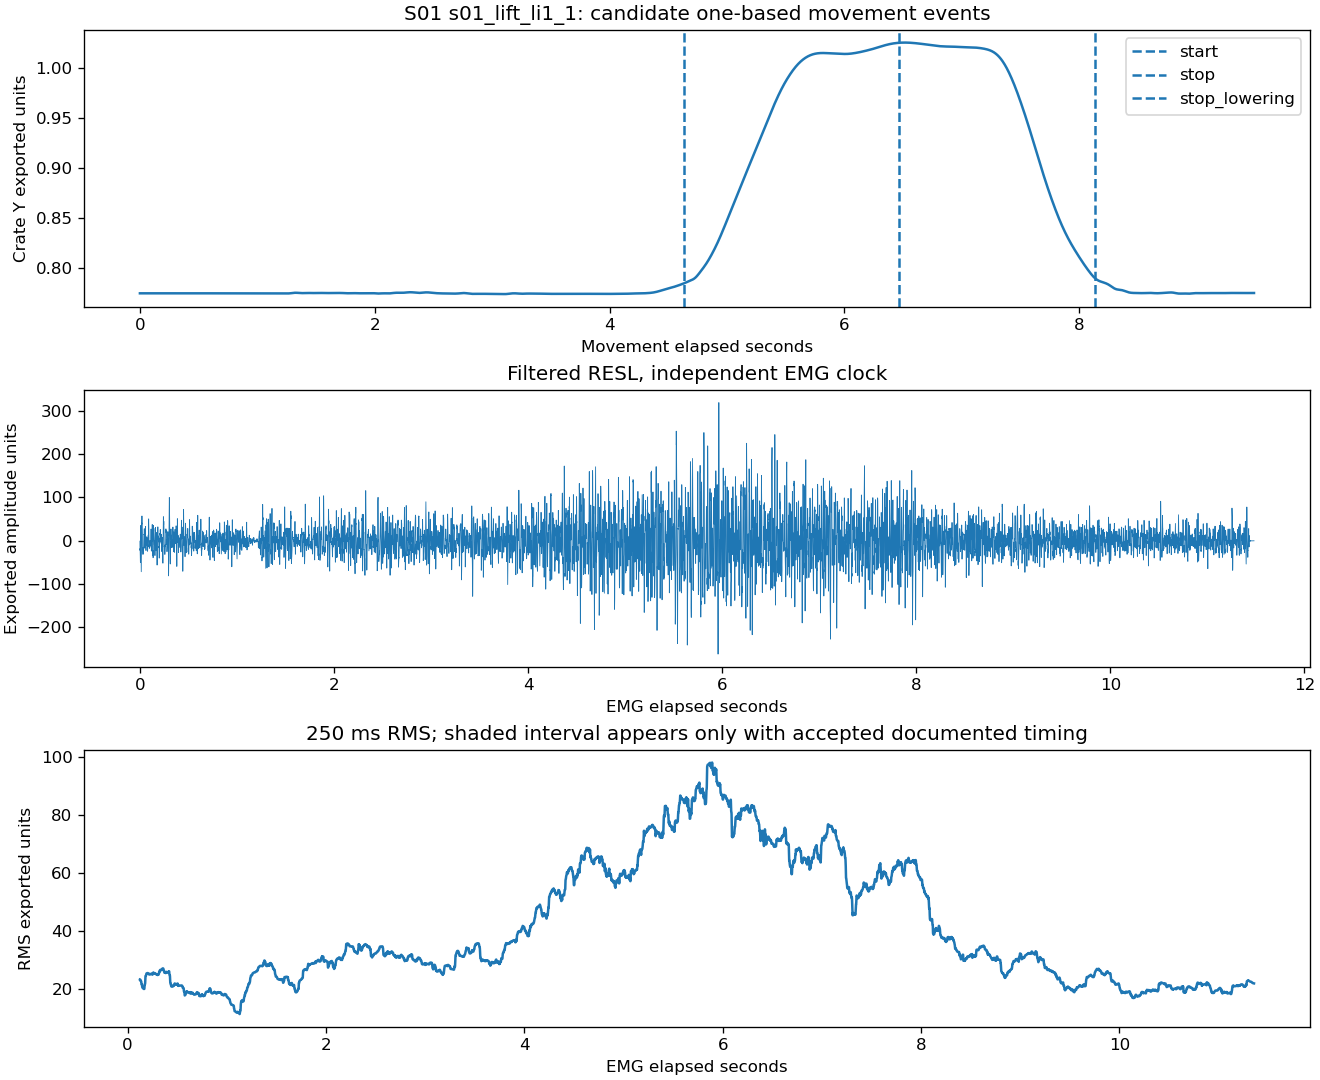 S01 s01_lift_li1_1: candidate one-based movement events
Crate Y exported units
1.00
0.95
0.90
0.85
0.80
start
stop
stop_lowering
0 2 4 6 8
Movement elapsed seconds
Filtered RESL, independent EMG clock
Exported amplitude units
300
200
100
0
−100
−200
0 2 4 6 8 10 12
EMG elapsed seconds
250 ms RMS; shaded interval appears only with accepted documented timing
RMS exported units
100
80
60
40
20
0 2 4 6 8 10
EMG elapsed seconds